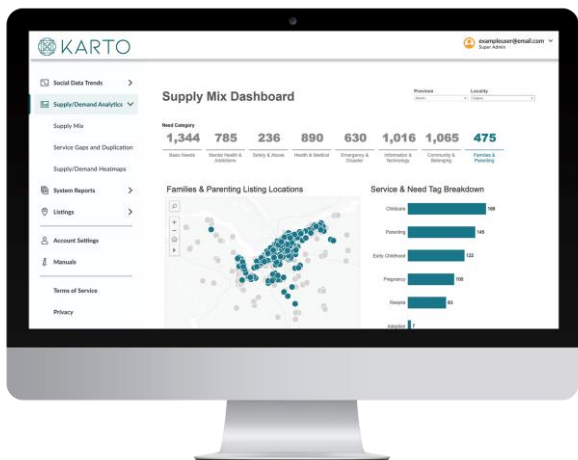 KARTO
exampleuser@email.com
Super Admin
Social Data Trends
Supply/Demand Analytics
Supply Mix
Service Gaps and Duplication
Supply/Demand Heatmaps
System Reports
Listings
Account Settings
Manuals
Terms of Service
Privacy
Supply Mix Dashboard
Province
Locality
Need Category
1,344 785 236 890 630 1,016 1,065 475
Basic Needs Mental Health & Addictions Safety & Abuse Health & Medical Emergency & Disaster Information & Technology Community & Belonging Families & Parenting
Families & Parenting Listing Locations
Service & Need Tag Breakdown
Childcare 168
Parenting 145
Early Childhood 122
Pregnancy 100
Respite 83
Adoption 7